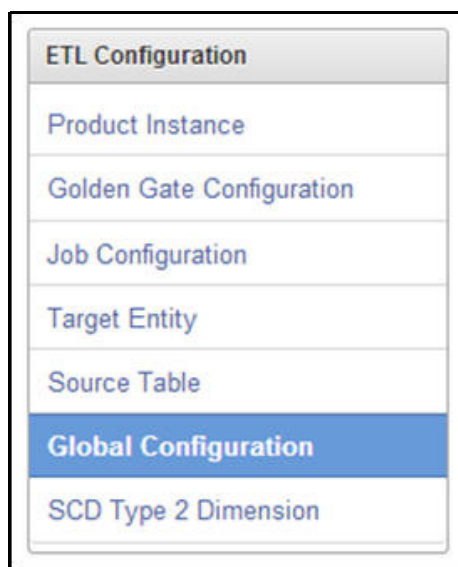 ETL Configuration
Product Instance
Golden Gate Configuration
Job Configuration
Target Entity
Source Table
Global Configuration
SCD Type 2 Dimension